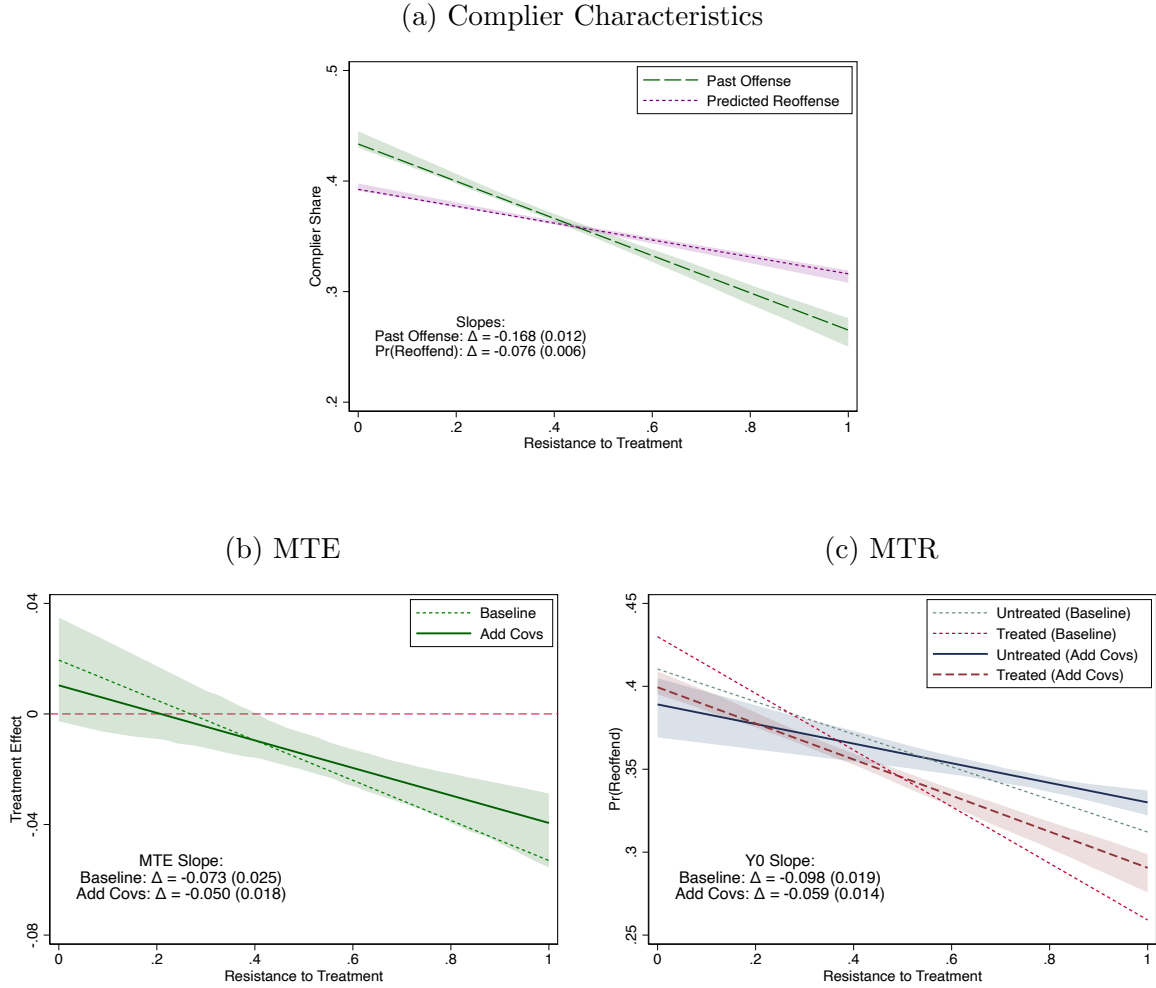 (a) Complier Characteristics
Past Offense
Predicted Reoffense
.5
.4
.3
.2
Complier Share
Slopes:
Past Offense: Δ = -0.168 (0.012)
Pr(Reoffend): Δ = -0.076 (0.006)
0 .2 .4 .6 .8 1
Resistance to Treatment
(b) MTE
Baseline
Add Covs
.04
0
-.04
-.08
Treatment Effect
MTE Slope:
Baseline: Δ = -0.073 (0.025)
Add Covs: Δ = -0.050 (0.018)
0 .2 .4 .6 .8 1
Resistance to Treatment
(c) MTR
Untreated (Baseline)
Treated (Baseline)
Untreated (Add Covs)
Treated (Add Covs)
.45
.4
.35
.3
.25
Pr(Reoffend)
Y0 Slope:
Baseline: Δ = -0.098 (0.019)
Add Covs: Δ = -0.059 (0.014)
0 .2 .4 .6 .8 1
Resistance to Treatment